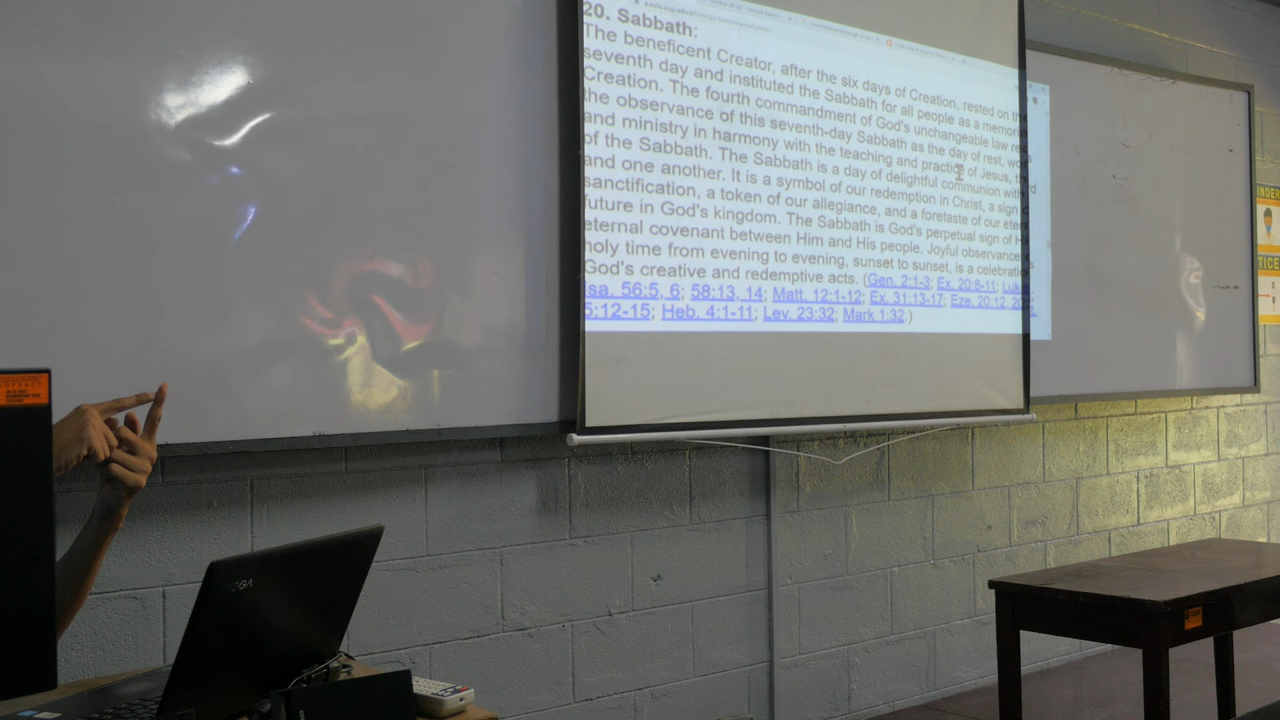 20. Sabbath:
The beneficent Creator, after the six days of Creation, rested on the
seventh day and instituted the Sabbath for all people as a memori
Creation. The fourth commandment of God's unchangeable law re
the observance of this seventh-day Sabbath as the day of rest, wo
and ministry in harmony with the teaching and practice of Jesus, the
of the Sabbath. The Sabbath is a day of delightful communion with
and one another. It is a symbol of our redemption in Christ, a sign
sanctification, a token of our allegiance, and a foretaste of our eter
future in God's kingdom. The Sabbath is God's perpetual sign of H
eternal covenant between Him and His people. Joyful observance
holy time from evening to evening, sunset to sunset, is a celebratio
God's creative and redemptive acts. (Gen. 2:1-3; Ex. 20:8-11; Luke
Isa. 56:5, 6; 58:13, 14; Matt. 12:1-12; Ex. 31:13-17; Eze. 20:12, 20;
5:12-15; Heb. 4:1-11; Lev. 23:32; Mark 1:32.)
YOGA